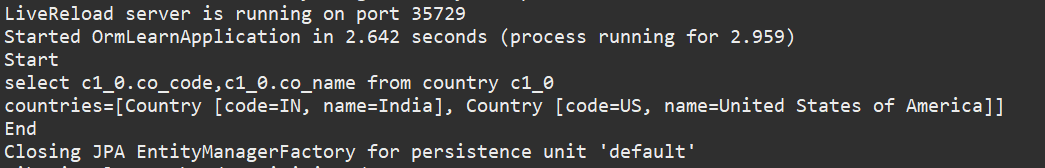 LiveReload server is running on port 35729
Started OrmLearnApplication in 2.642 seconds (process running for 2.959)
Start
select c1_0.co_code,c1_0.co_name from country c1_0
countries=[Country [code=IN, name=India], Country [code=US, name=United States of America]]
End
Closing JPA EntityManagerFactory for persistence unit 'default'